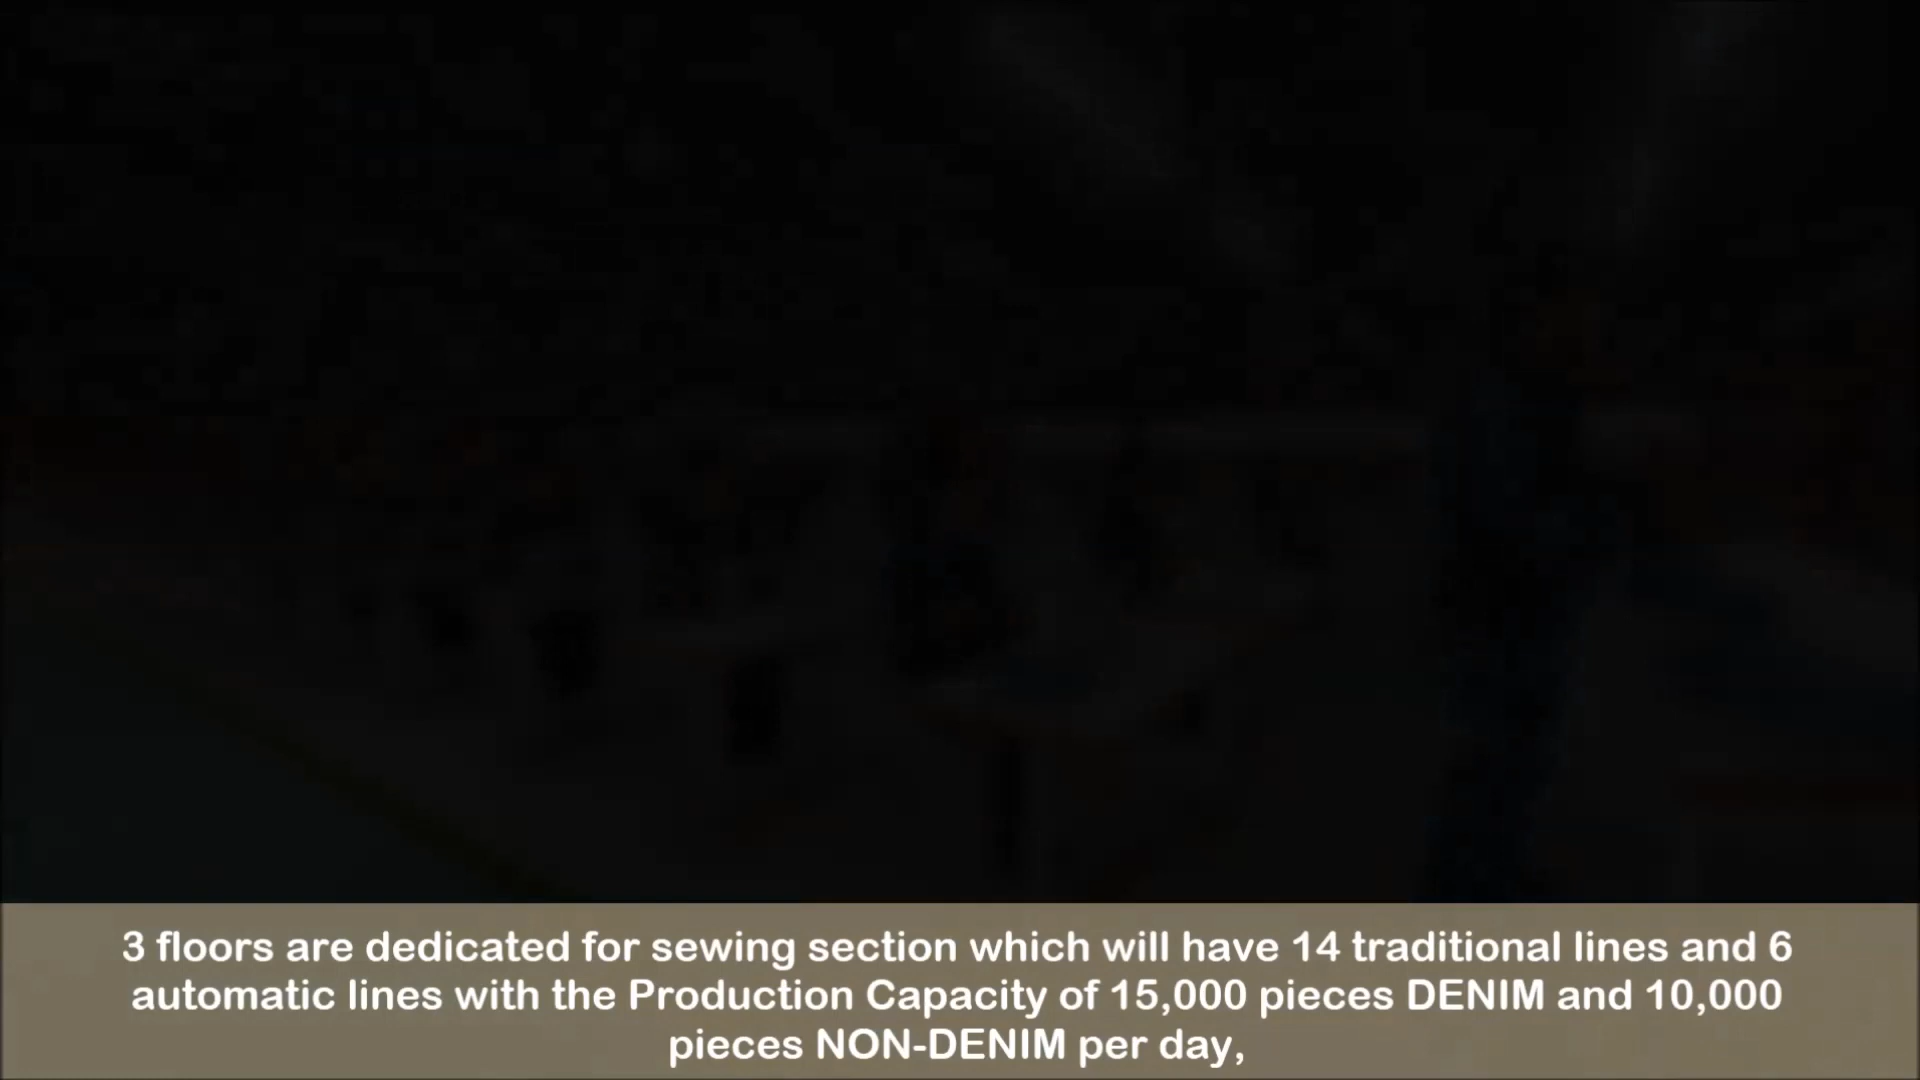 3 floors are dedicated for sewing section which will have 14 traditional lines and 6
automatic lines with the Production Capacity of 15,000 pieces DENIM and 10,000
pieces NON-DENIM per day,